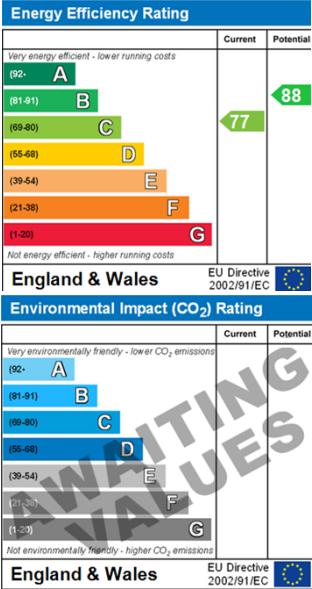 Energy Efficiency Rating
Current Potential
Very energy efficient - lower running costs
(92- A
(81-91) B
(69-80) C
(55-68) D
(39-54) E
(21-38) F
(1-20) G
88
77
Not energy efficient - higher running costs
England & Wales
EU Directive
2002/91/EC
Environmental Impact (CO₂) Rating
Current Potential
Very environmentally friendly - lower CO₂ emissions
(92- A
(81-91) B
(69-80) C
(55-68) D
(39-54) E
(21-38) F
(1-20) G
AWAITING
VALUES
Not environmentally friendly - higher CO₂ emissions
England & Wales
EU Directive
2002/91/EC